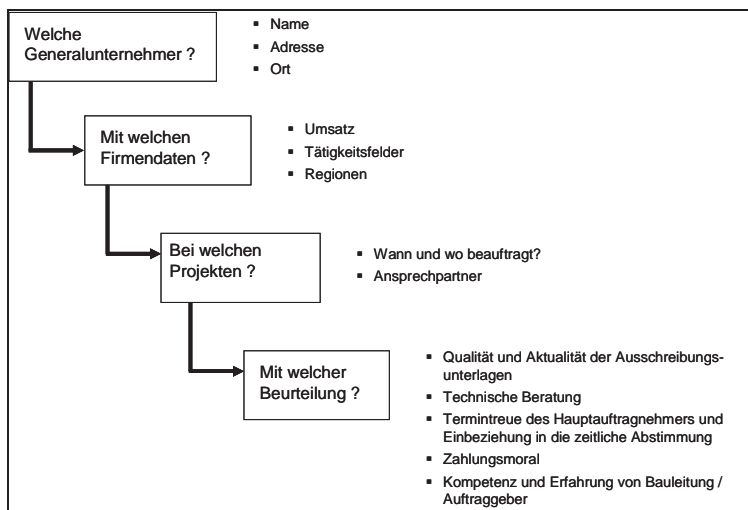 Welche
Generalunternehmer ?
▪ Name
▪ Adresse
▪ Ort
Mit welchen
Firmendaten ?
▪ Umsatz
▪ Tätigkeitsfelder
▪ Regionen
Bei welchen
Projekten ?
▪ Wann und wo beauftragt?
▪ Ansprechpartner
Mit welcher
Beurteilung ?
▪ Qualität und Aktualität der Ausschreibungs-
unterlagen
▪ Technische Beratung
▪ Termintreue des Hauptauftragnehmers und
Einbeziehung in die zeitliche Abstimmung
▪ Zahlungsmoral
▪ Kompetenz und Erfahrung von Bauleitung /
Auftraggeber